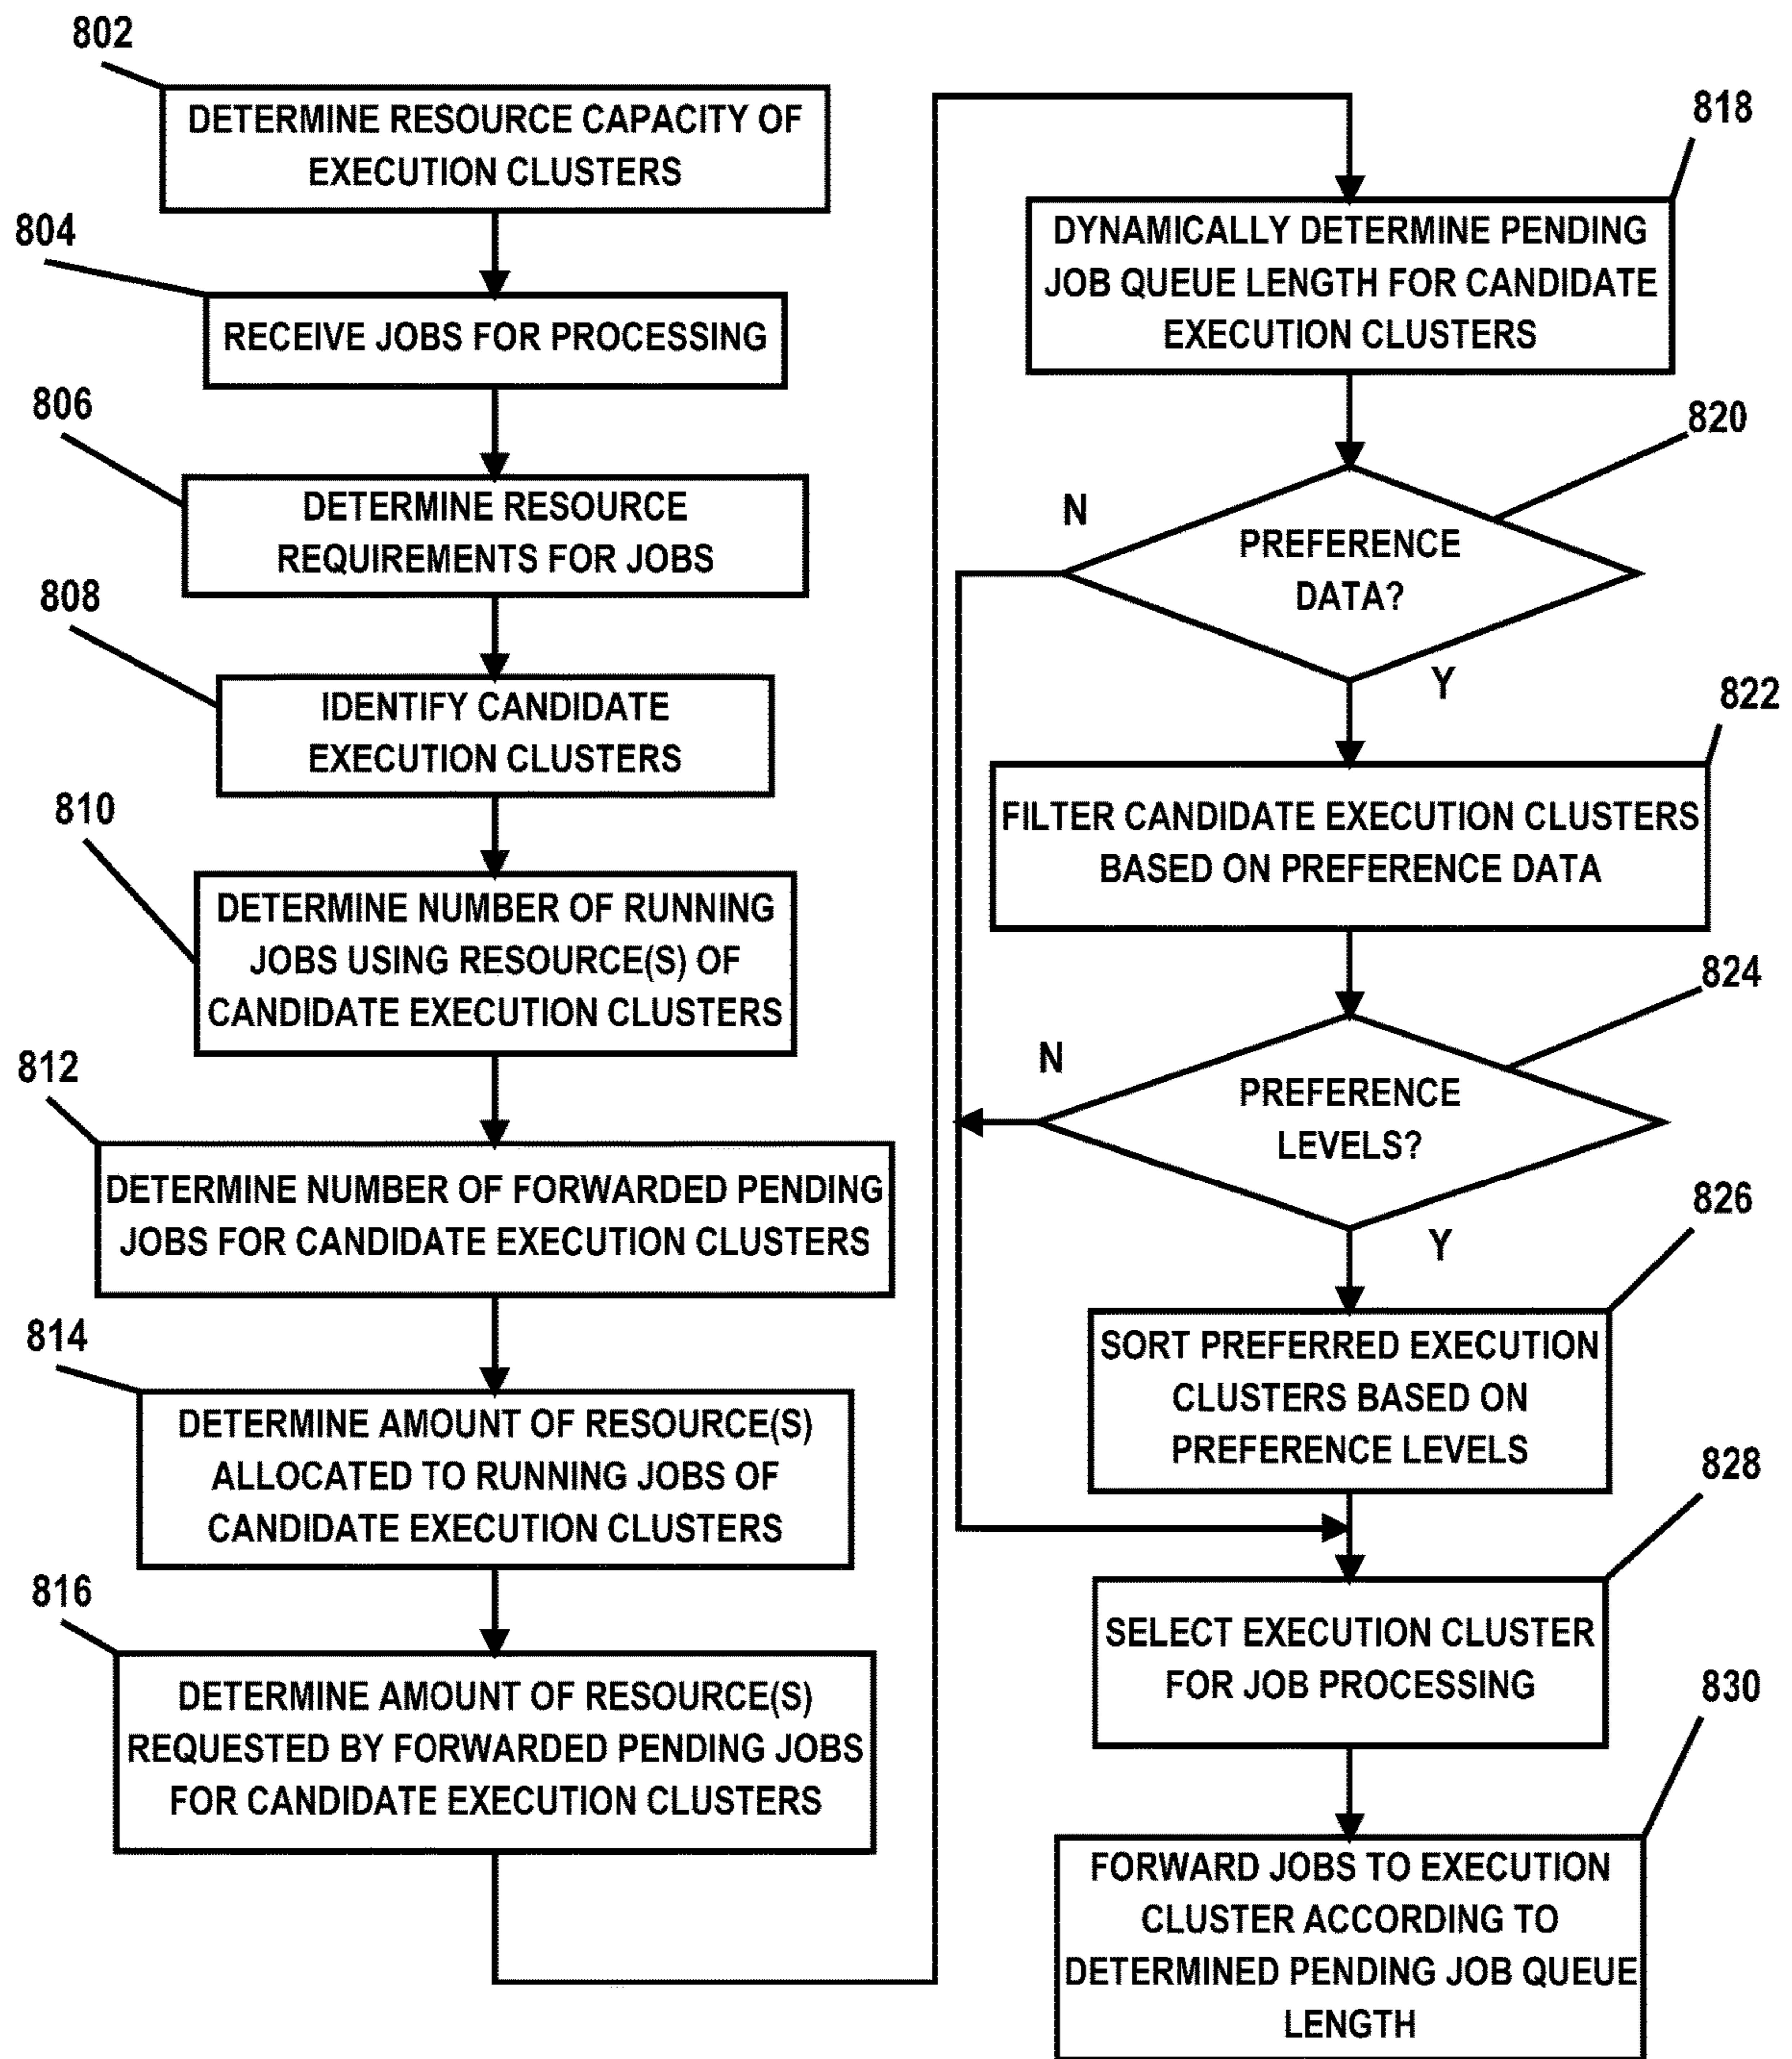 802
DETERMINE RESOURCE CAPACITY OF
EXECUTION CLUSTERS
804
RECEIVE JOBS FOR PROCESSING
806
DETERMINE RESOURCE
REQUIREMENTS FOR JOBS
808
IDENTIFY CANDIDATE
EXECUTION CLUSTERS
810
DETERMINE NUMBER OF RUNNING
JOBS USING RESOURCE(S) OF
CANDIDATE EXECUTION CLUSTERS
812
DETERMINE NUMBER OF FORWARDED PENDING
JOBS FOR CANDIDATE EXECUTION CLUSTERS
814
DETERMINE AMOUNT OF RESOURCE(S)
ALLOCATED TO RUNNING JOBS OF
CANDIDATE EXECUTION CLUSTERS
816
DETERMINE AMOUNT OF RESOURCE(S)
REQUESTED BY FORWARDED PENDING JOBS
FOR CANDIDATE EXECUTION CLUSTERS
818
DYNAMICALLY DETERMINE PENDING
JOB QUEUE LENGTH FOR CANDIDATE
EXECUTION CLUSTERS
820
N
PREFERENCE
DATA?
Y
822
FILTER CANDIDATE EXECUTION CLUSTERS
BASED ON PREFERENCE DATA
824
N
PREFERENCE
LEVELS?
Y
826
SORT PREFERRED EXECUTION
CLUSTERS BASED ON
PREFERENCE LEVELS
828
SELECT EXECUTION CLUSTER
FOR JOB PROCESSING
830
FORWARD JOBS TO EXECUTION
CLUSTER ACCORDING TO
DETERMINED PENDING JOB QUEUE
LENGTH